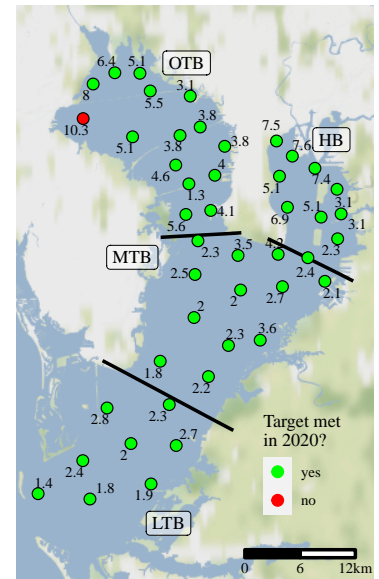 6.4 5.1
OTB
8
5.5 3.1
10.3
5.1 3.8 3.8 3.8
7.5
HB
7.6
4.6 4
1.3
5.1 7.4
5.6 4.1
6.9 5.1 3.1
3.1
MTB
2.3 3.5 4.2 2.3
2.4
2.5 2 2.7 2.1
2
2.3 3.6
1.8
2.2
2.8 2.3
Target met
in 2020?
yes
no
2 2.7
2.4
1.4 1.8 1.9
LTB
0 6 12km